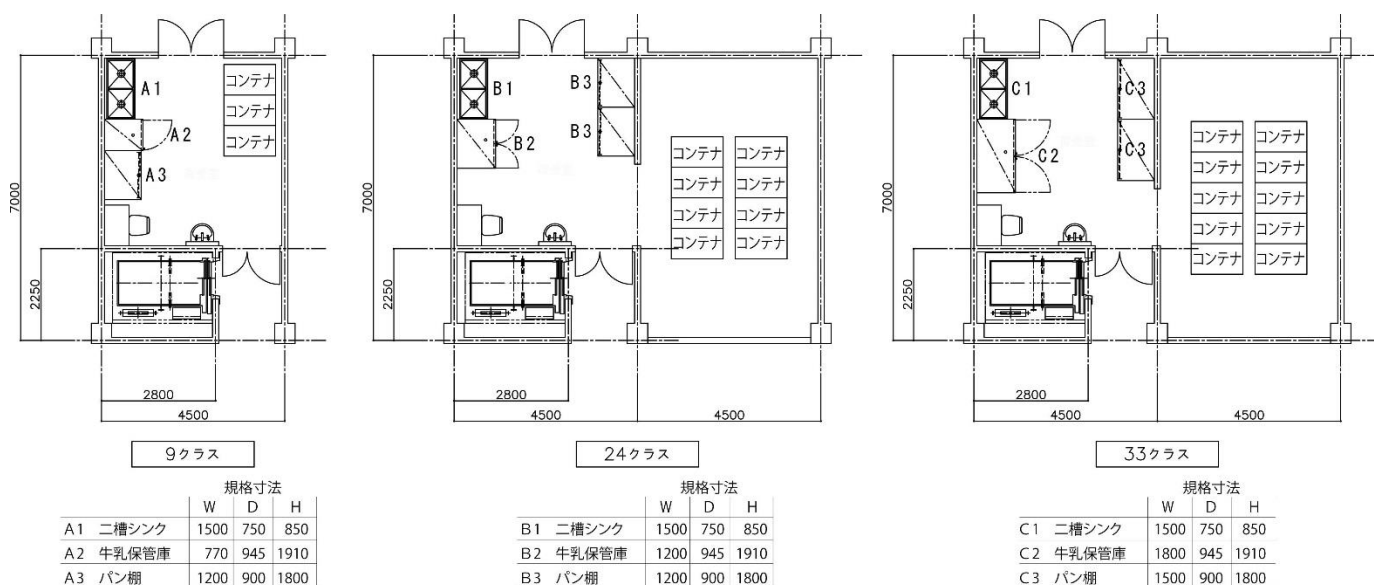 A1
A2
A3
コンテナ
コンテナ
コンテナ
7000
2250
2800
4500
9クラス
規格寸法
W D H
A1 二槽シンク 1500 750 850
A2 牛乳保管庫 770 945 1910
A3 パン棚 1200 900 1800
B1
B2
B3
B3
コンテナ コンテナ
コンテナ コンテナ
コンテナ コンテナ
コンテナ コンテナ
7000
2250
2800
4500 4500
24クラス
規格寸法
W D H
B1 二槽シンク 1500 750 850
B2 牛乳保管庫 1200 945 1910
B3 パン棚 1200 900 1800
C1
C2
C3
C3
コンテナ コンテナ
コンテナ コンテナ
コンテナ コンテナ
コンテナ コンテナ
コンテナ コンテナ
7000
2250
2800
4500 4500
33クラス
規格寸法
W D H
C1 二槽シンク 1500 750 850
C2 牛乳保管庫 1800 945 1910
C3 パン棚 1500 900 1800